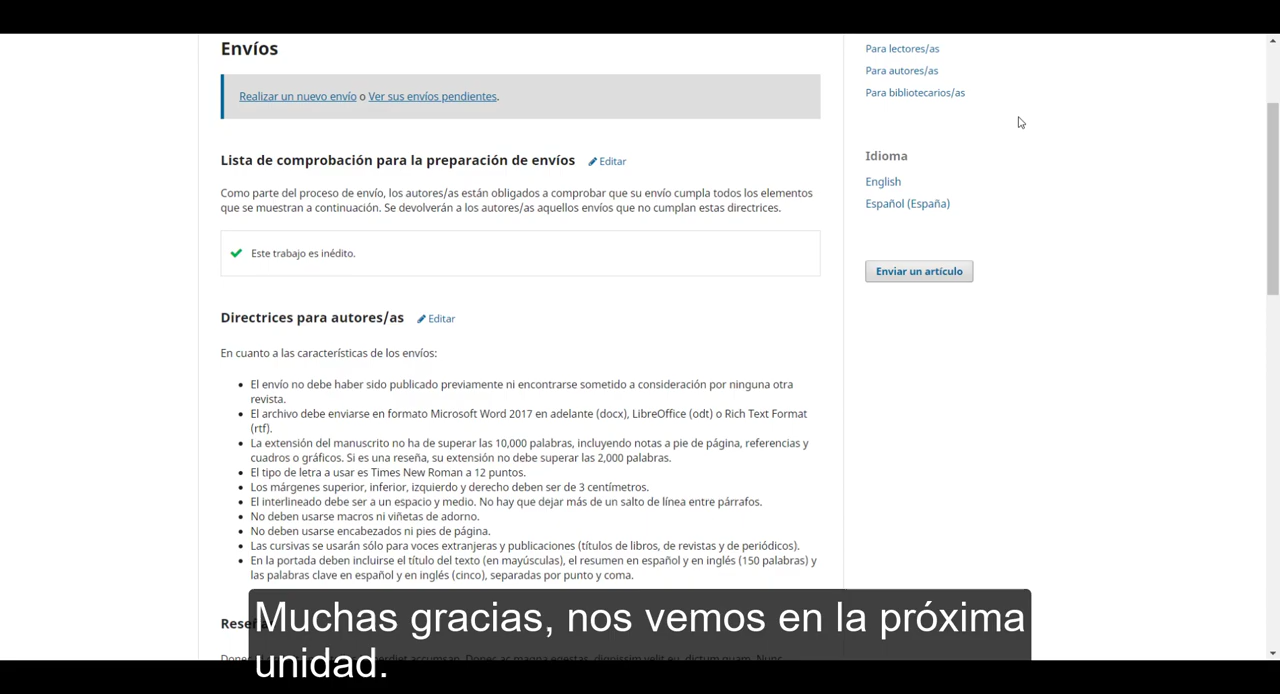 Envíos
Realizar un nuevo envío o Ver sus envíos pendientes.
Lista de comprobación para la preparación de envíos Editar
Como parte del proceso de envío, los autores/as están obligados a comprobar que su envío cumpla todos los elementos
que se muestran a continuación. Se devolverán a los autores/as aquellos envíos que no cumplan estas directrices.
Este trabajo es inédito.
Directrices para autores/as Editar
En cuanto a las características de los envíos:
El envío no debe haber sido publicado previamente ni encontrarse sometido a consideración por ninguna otra
revista.
El archivo debe enviarse en formato Microsoft Word 2017 en adelante (docx), LibreOffice (odt) o Rich Text Format
(rtf).
La extensión del manuscrito no ha de superar las 10,000 palabras, incluyendo notas a pie de página, referencias y
cuadros o gráficos. Si es una reseña, su extensión no debe superar las 2,000 palabras.
El tipo de letra a usar es Times New Roman a 12 puntos.
Los márgenes superior, inferior, izquierdo y derecho deben ser de 3 centímetros.
El interlineado debe ser a un espacio y medio. No hay que dejar más de un salto de línea entre párrafos.
No deben usarse macros ni viñetas de adorno.
No deben usarse encabezados ni pies de página.
Las cursivas se usarán sólo para voces extranjeras y publicaciones (títulos de libros, de revistas y de periódicos).
En la portada deben incluirse el título del texto (en mayúsculas), el resumen en español y en inglés (150 palabras) y
las palabras clave en español y en inglés (cinco), separadas por punto y coma.
Para lectores/as
Para autores/as
Para bibliotecarios/as
Idioma
English
Español (España)
Enviar un artículo
Muchas gracias, nos vemos en la próxima
unidad.